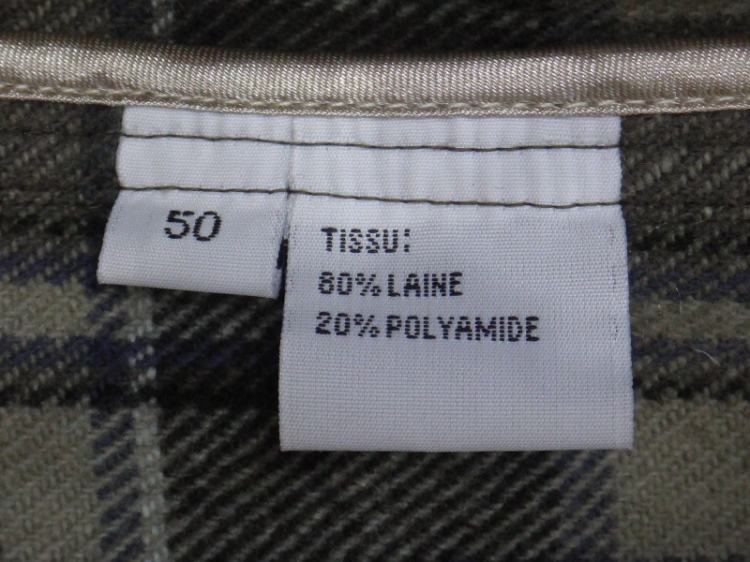 50
TISSU:
80% LAINE
20% POLYAMIDE